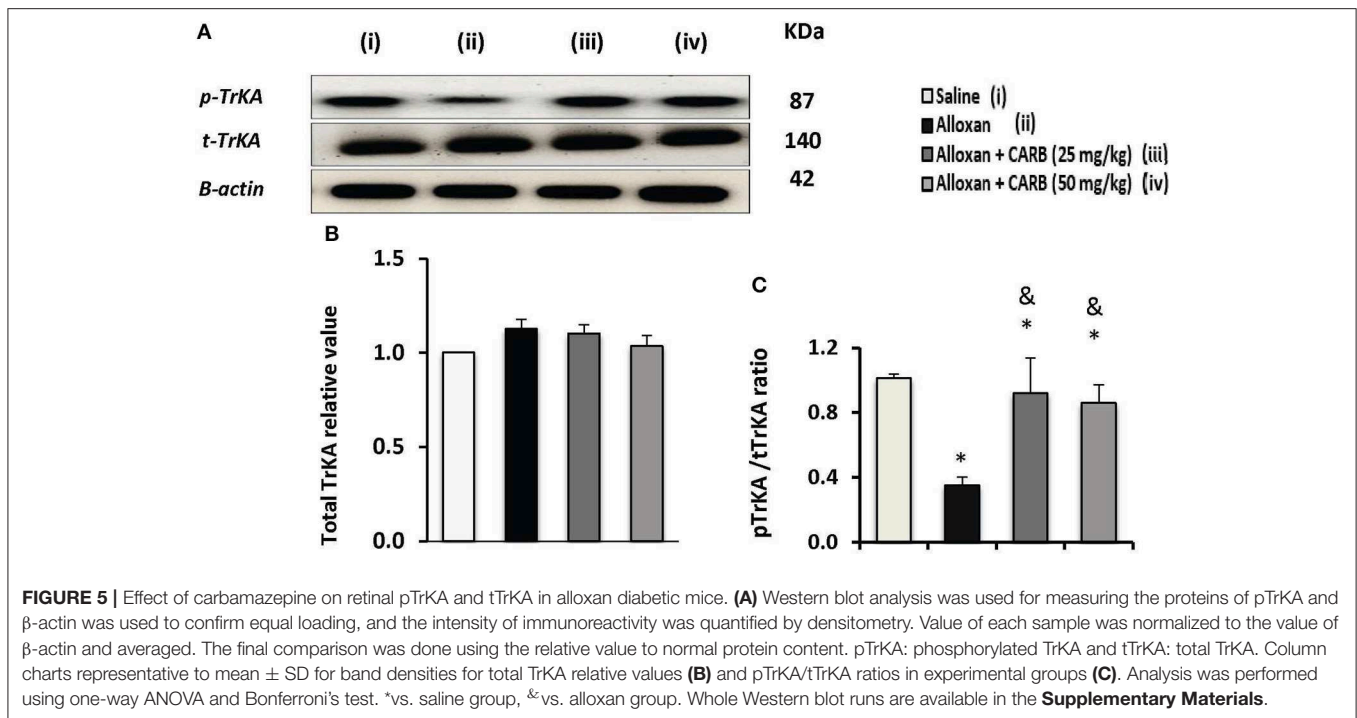 A
(i) (ii) (iii) (iv) KDa
p-TrKA 87
t-TrKA 140
B-actin 42
Saline (i)
Alloxan (ii)
Alloxan + CARB (25 mg/kg) (iii)
Alloxan + CARB (50 mg/kg) (iv)
B
Total TrKA relative value
1.5
1.0
0.5
0.0
C
pTrKA /tTrKA ratio
1.2
0.8
0.4
0.0
*
&
*
&
*
FIGURE 5 | Effect of carbamazepine on retinal pTrKA and tTrKA in alloxan diabetic mice. (A) Western blot analysis was used for measuring the proteins of pTrKA and
β-actin was used to confirm equal loading, and the intensity of immunoreactivity was quantified by densitometry. Value of each sample was normalized to the value of
β-actin and averaged. The final comparison was done using the relative value to normal protein content. pTrKA: phosphorylated TrKA and tTrKA: total TrKA. Column
charts representative to mean ± SD for band densities for total TrKA relative values (B) and pTrKA/tTrKA ratios in experimental groups (C). Analysis was performed
using one-way ANOVA and Bonferroni's test. *vs. saline group, &vs. alloxan group. Whole Western blot runs are available in the Supplementary Materials.